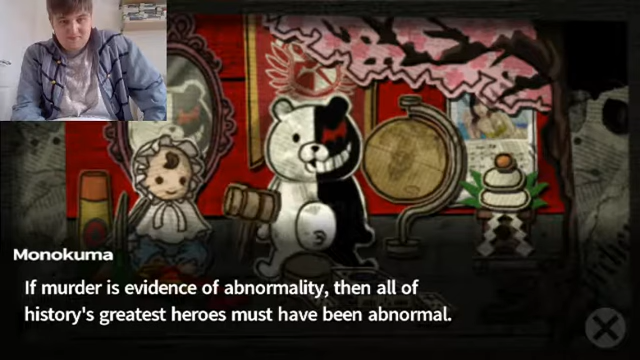 Monokuma
If murder is evidence of abnormality, then all of
history's greatest heroes must have been abnormal.